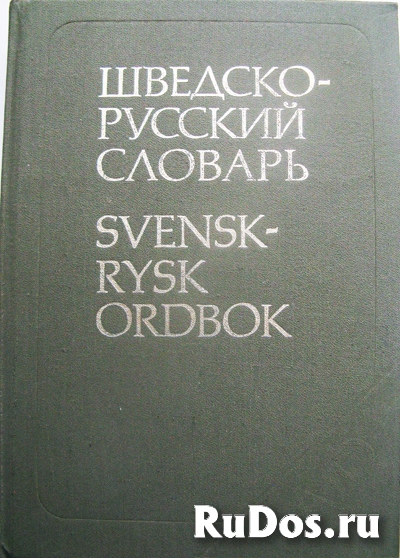 ШВЕДСКО-
РУССКИЙ
СЛОВАРЬ
SVENSK-
RYSK
ORDBOK
RuDos.ru